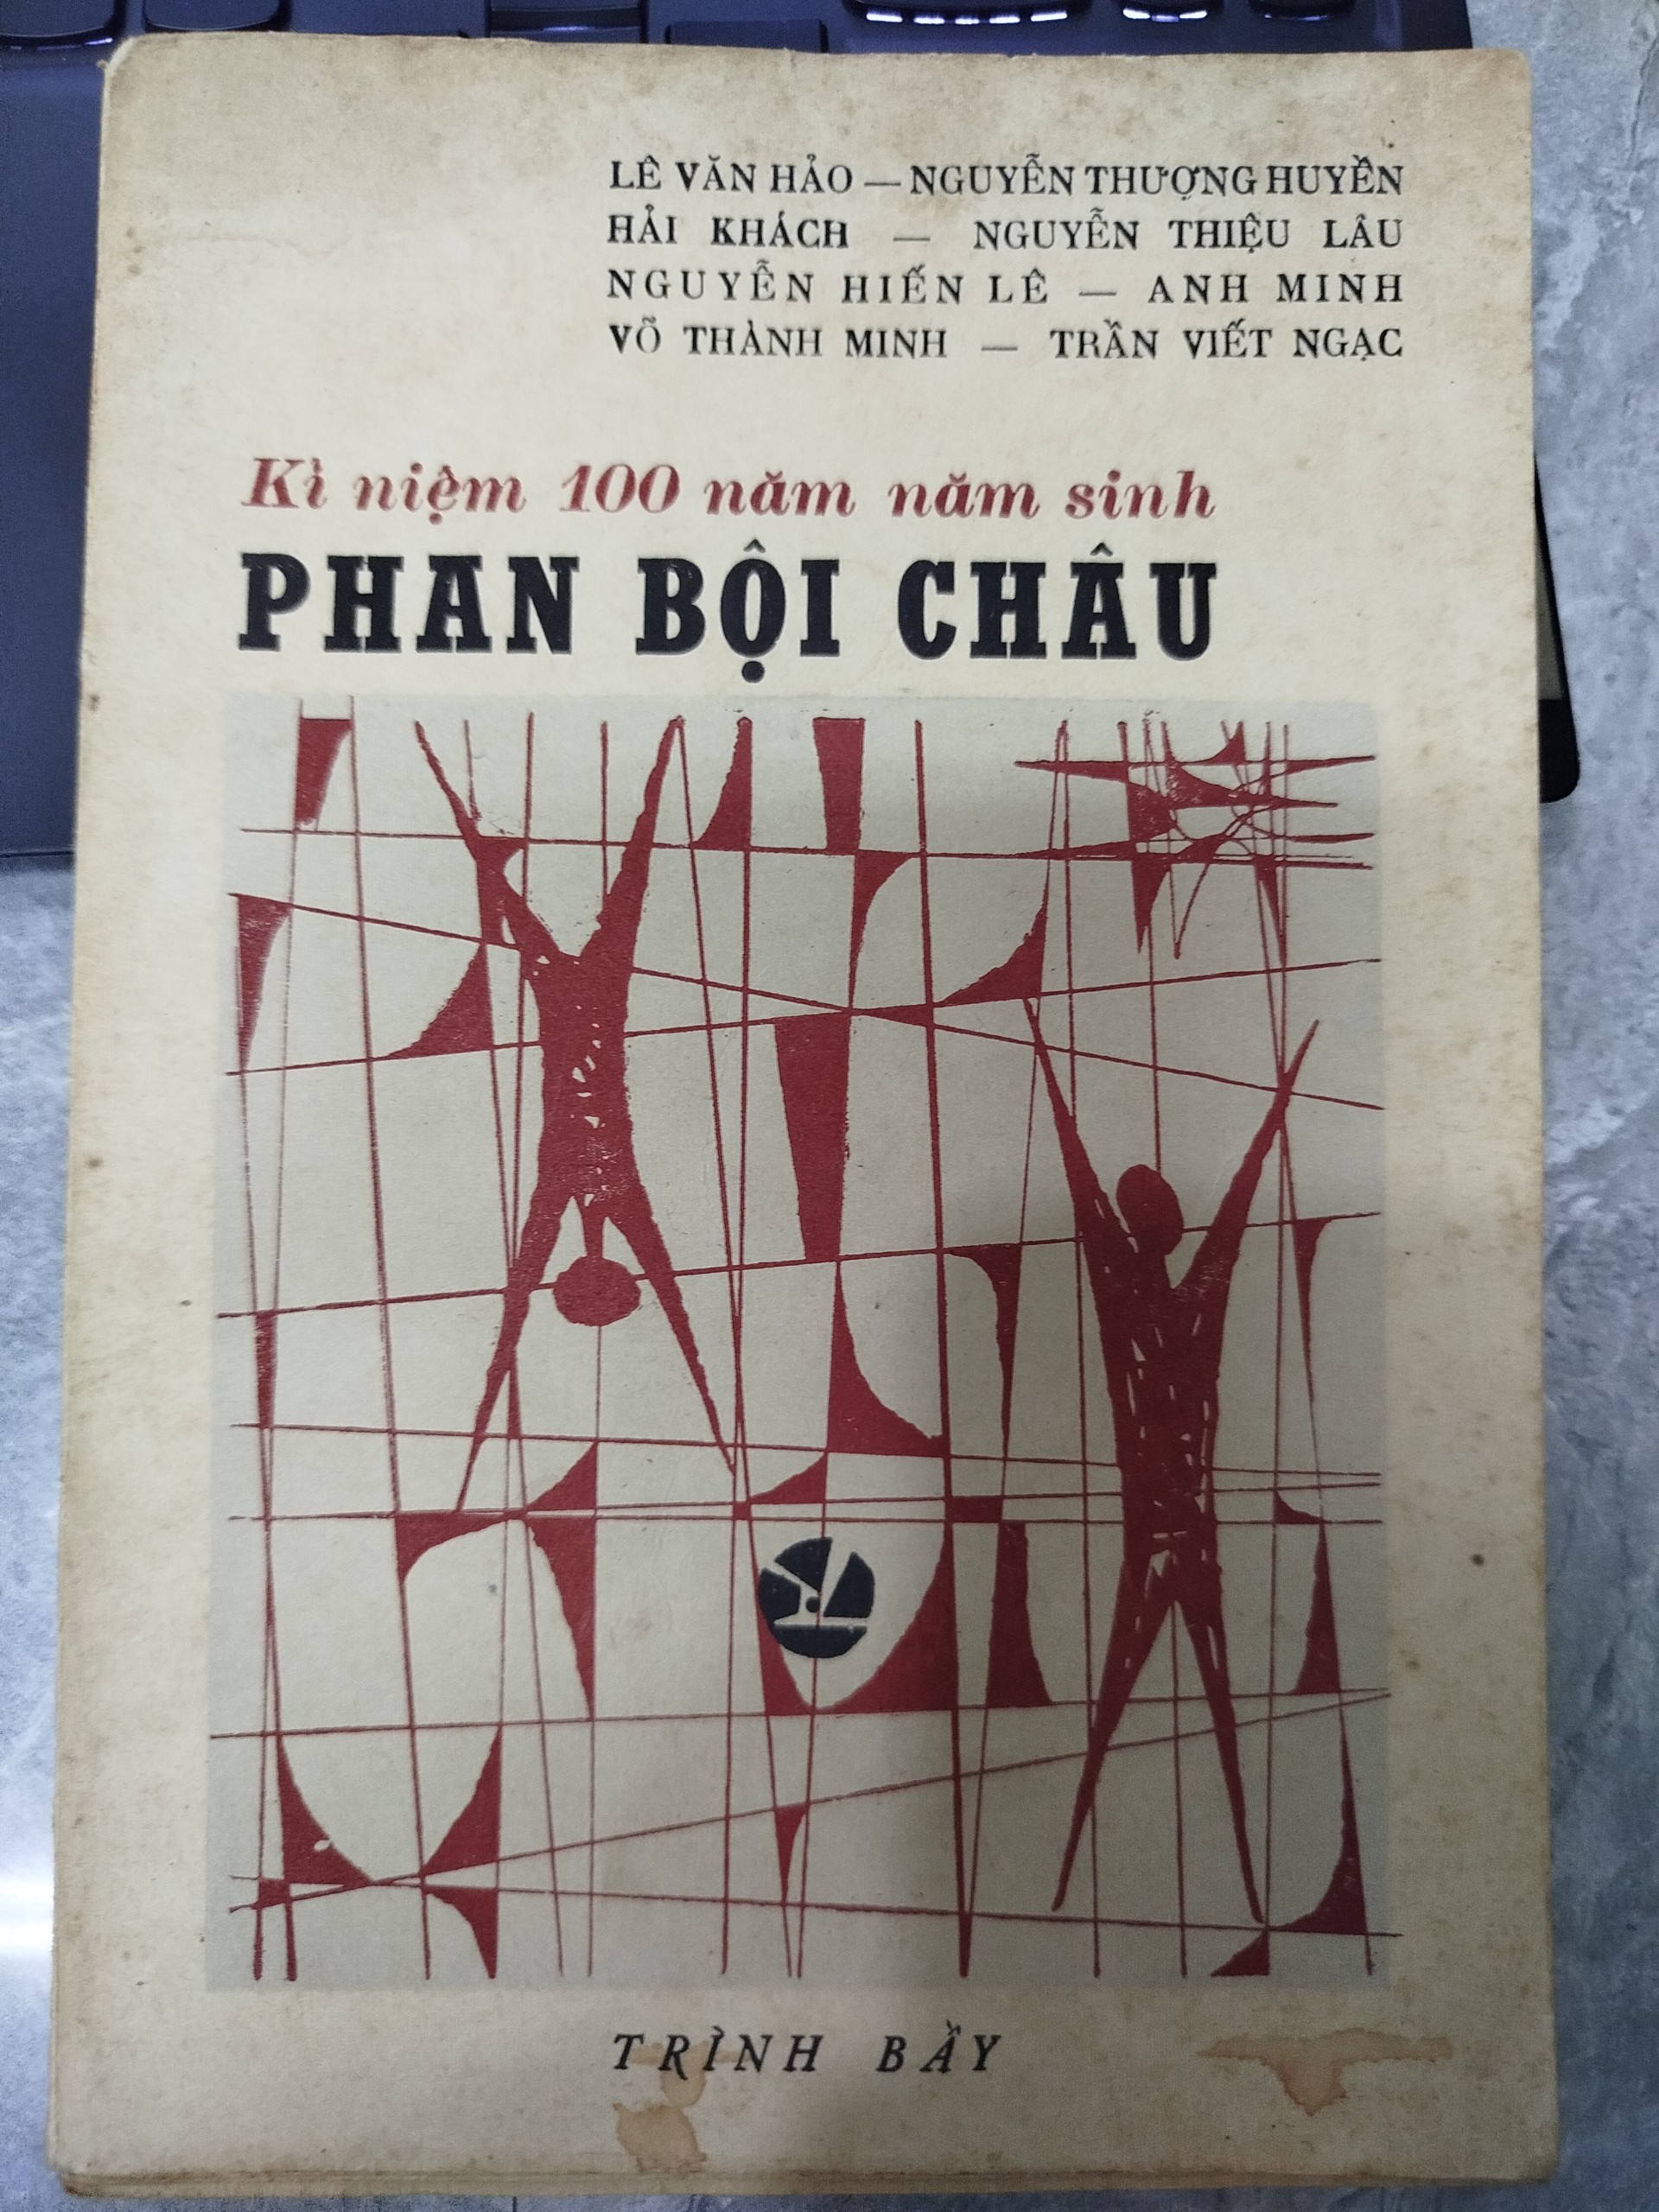 LÊ VĂN HẢO — NGUYỄN THƯỢNG HUYỀN
HẢI KHÁCH — NGUYỄN THIỆU LÂU
NGUYỄN HIẾN LÊ — ANH MINH
VÕ THÀNH MINH — TRẦN VIẾT NGẠC
Kỉ niệm 100 năm năm sinh
PHAN BỘI CHÂU
TRÌNH BẦY